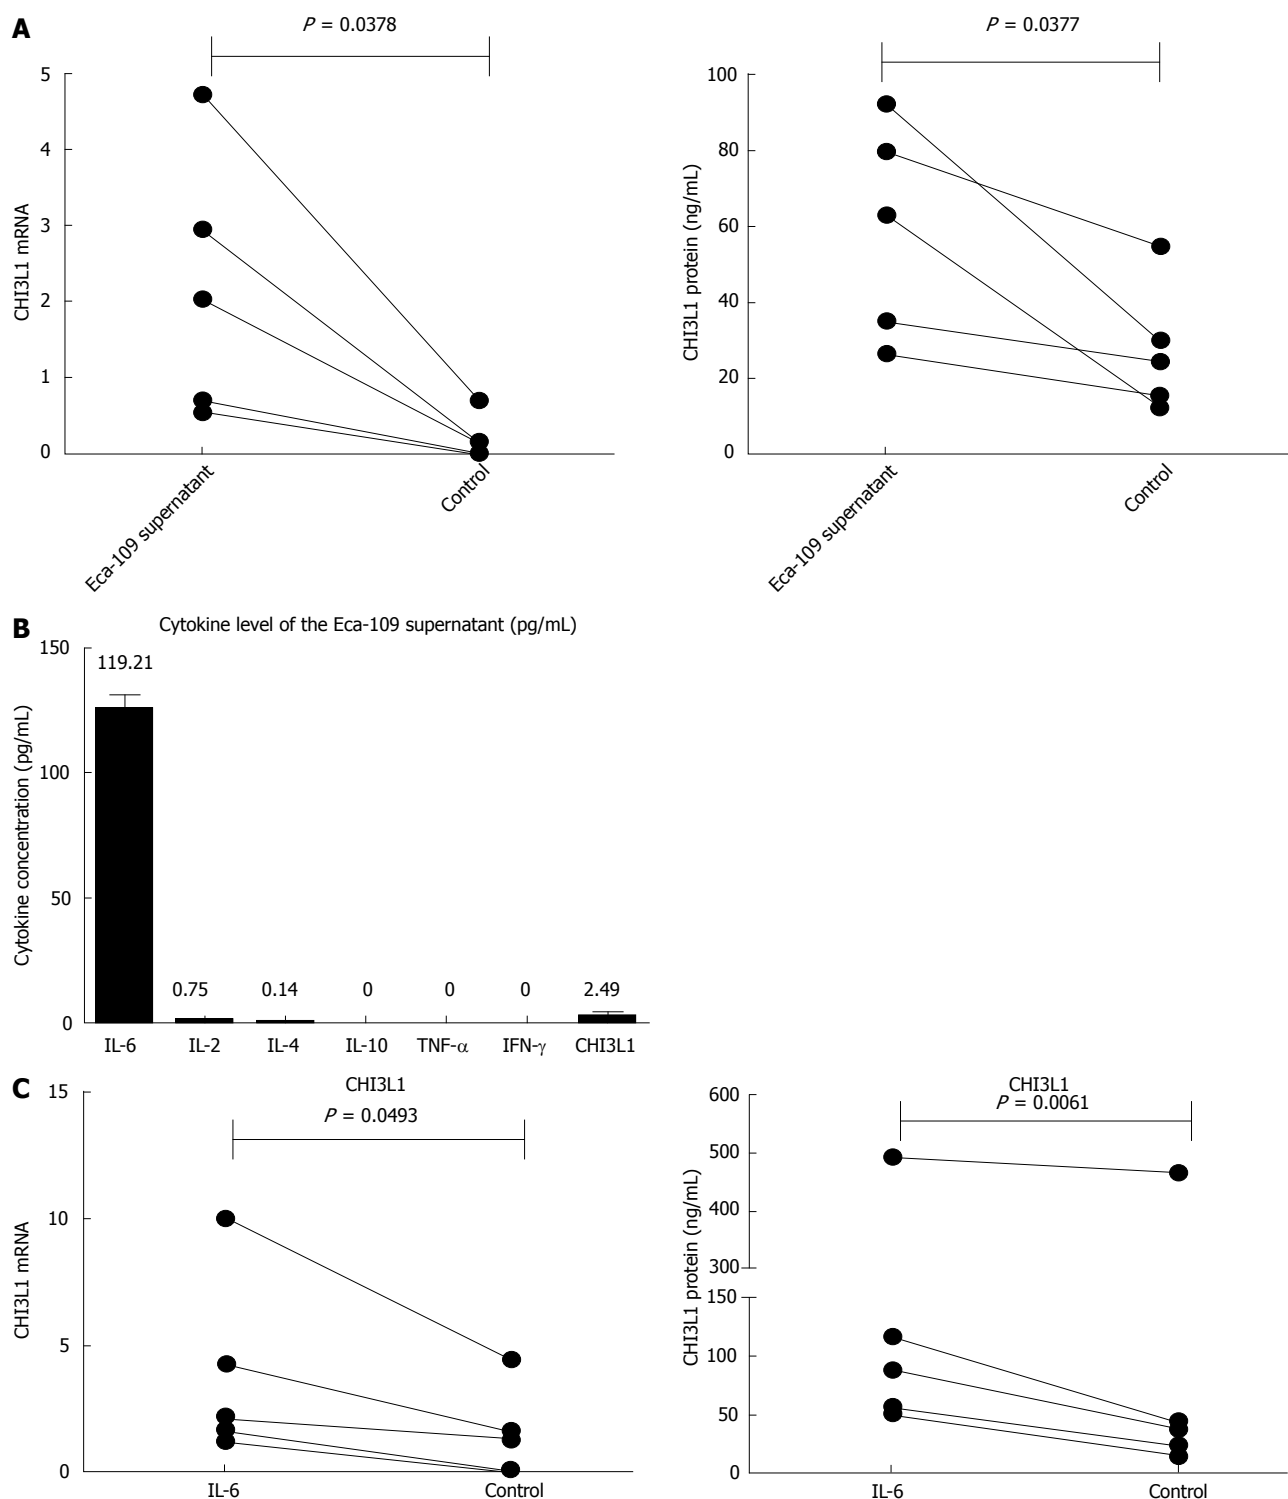 A
P = 0.0378
5
4
3
2
1
0
CHI3L1 mRNA
Eca-109 supernatant
Control
P = 0.0377
100
80
60
40
20
0
CHI3L1 protein (ng/mL)
Eca-109 supernatant
Control
B
Cytokine level of the Eca-109 supernatant (pg/mL)
150
100
50
0
Cytokine concentration (pg/mL)
119.21
0.75
0.14
0
0
0
2.49
IL-6
IL-2
IL-4
IL-10
TNF-α
IFN-γ
CHI3L1
C
CHI3L1
P = 0.0493
15
10
5
0
CHI3L1 mRNA
IL-6
Control
CHI3L1
P = 0.0061
600
500
400
300
150
100
50
0
CHI3L1 protein (ng/mL)
IL-6
Control